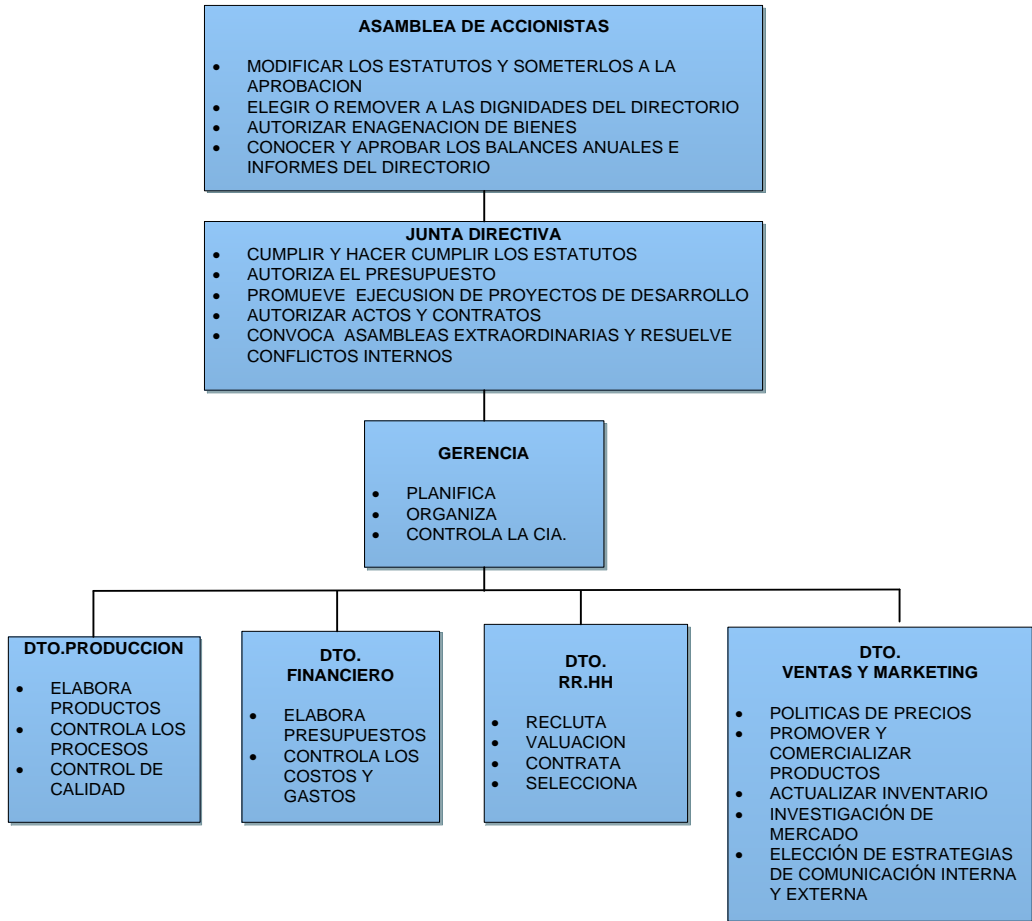 ASAMBLEA DE ACCIONISTAS
• MODIFICAR LOS ESTATUTOS Y SOMETERLOS A LA
APROBACION
• ELEGIR O REMOVER A LAS DIGNIDADES DEL DIRECTORIO
• AUTORIZAR ENAGENACION DE BIENES
• CONOCER Y APROBAR LOS BALANCES ANUALES E
INFORMES DEL DIRECTORIO
JUNTA DIRECTIVA
• CUMPLIR Y HACER CUMPLIR LOS ESTATUTOS
• AUTORIZA EL PRESUPUESTO
• PROMUEVE EJECUSION DE PROYECTOS DE DESARROLLO
• AUTORIZAR ACTOS Y CONTRATOS
• CONVOCA ASAMBLEAS EXTRAORDINARIAS Y RESUELVE
CONFLICTOS INTERNOS
GERENCIA
• PLANIFICA
• ORGANIZA
• CONTROLA LA CIA.
DTO.PRODUCCION
• ELABORA
PRODUCTOS
• CONTROLA LOS
PROCESOS
• CONTROL DE
CALIDAD
DTO.
FINANCIERO
• ELABORA
PRESUPUESTOS
• CONTROLA LOS
COSTOS Y
GASTOS
DTO.
RR.HH
• RECLUTA
• VALUACION
• CONTRATA
• SELECCIONA
DTO.
VENTAS Y MARKETING
• POLITICAS DE PRECIOS
• PROMOVER Y
COMERCIALIZAR
PRODUCTOS
• ACTUALIZAR INVENTARIO
• INVESTIGACIÓN DE
MERCADO
• ELECCIÓN DE ESTRATEGIAS
DE COMUNICACIÓN INTERNA
Y EXTERNA